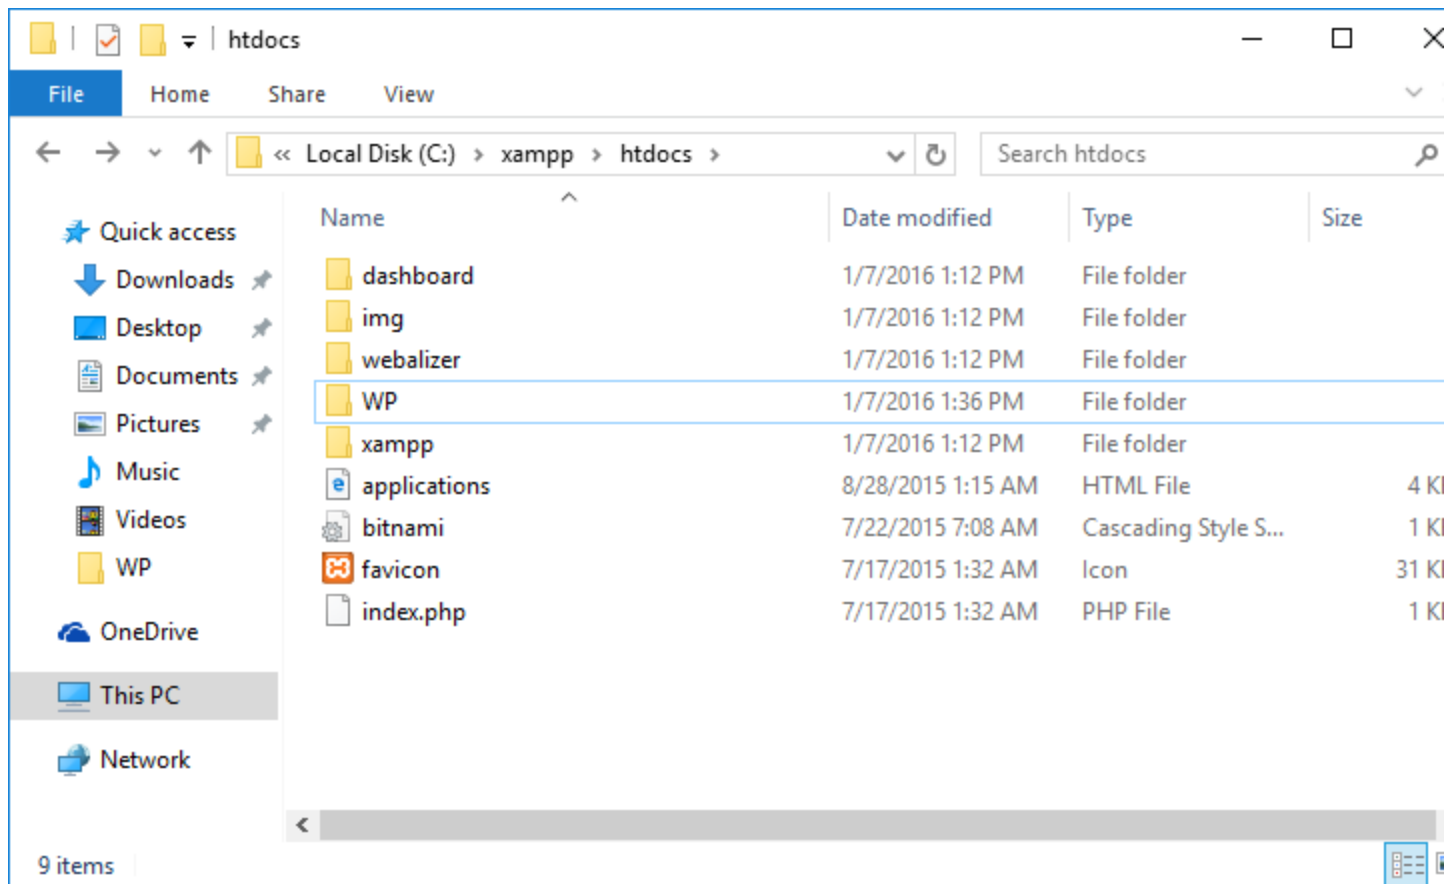 htdocs
File Home Share View
« Local Disk (C:) > xampp > htdocs > Search htdocs
Name Date modified Type Size
Quick access
Downloads
Desktop
Documents
Pictures
Music
Videos
WP
OneDrive
This PC
Network
dashboard 1/7/2016 1:12 PM File folder
img 1/7/2016 1:12 PM File folder
webalizer 1/7/2016 1:12 PM File folder
WP 1/7/2016 1:36 PM File folder
xampp 1/7/2016 1:12 PM File folder
applications 8/28/2015 1:15 AM HTML File 4
bitnami 7/22/2015 7:08 AM Cascading Style S... 1
favicon 7/17/2015 1:32 AM Icon 31
index.php 7/17/2015 1:32 AM PHP File 1
9 items